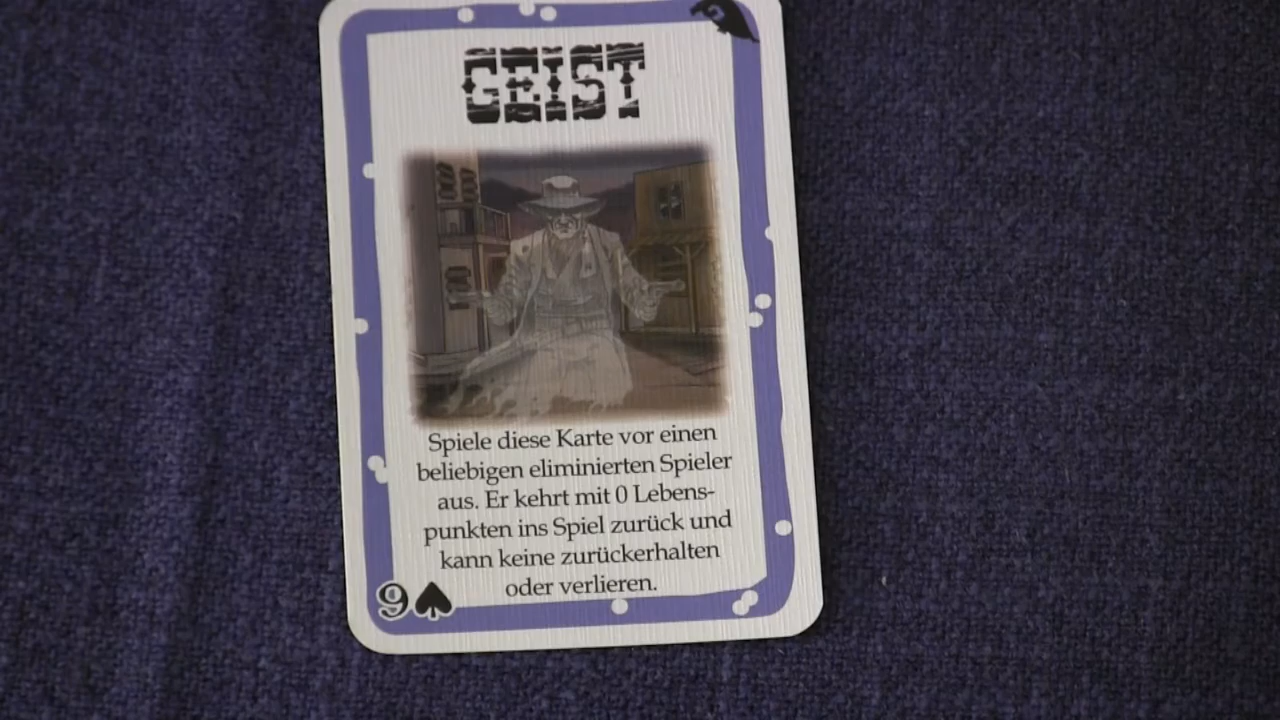 GEIST
Spiele diese Karte vor einen
beliebigen eliminierten Spieler
aus. Er kehrt mit 0 Lebens-
punkten ins Spiel zurück und
kann keine zurückerhalten
oder verlieren.
9♠